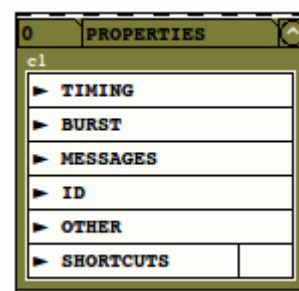 0 PROPERTIES
c1
► TIMING
► BURST
► MESSAGES
► ID
► OTHER
► SHORTCUTS